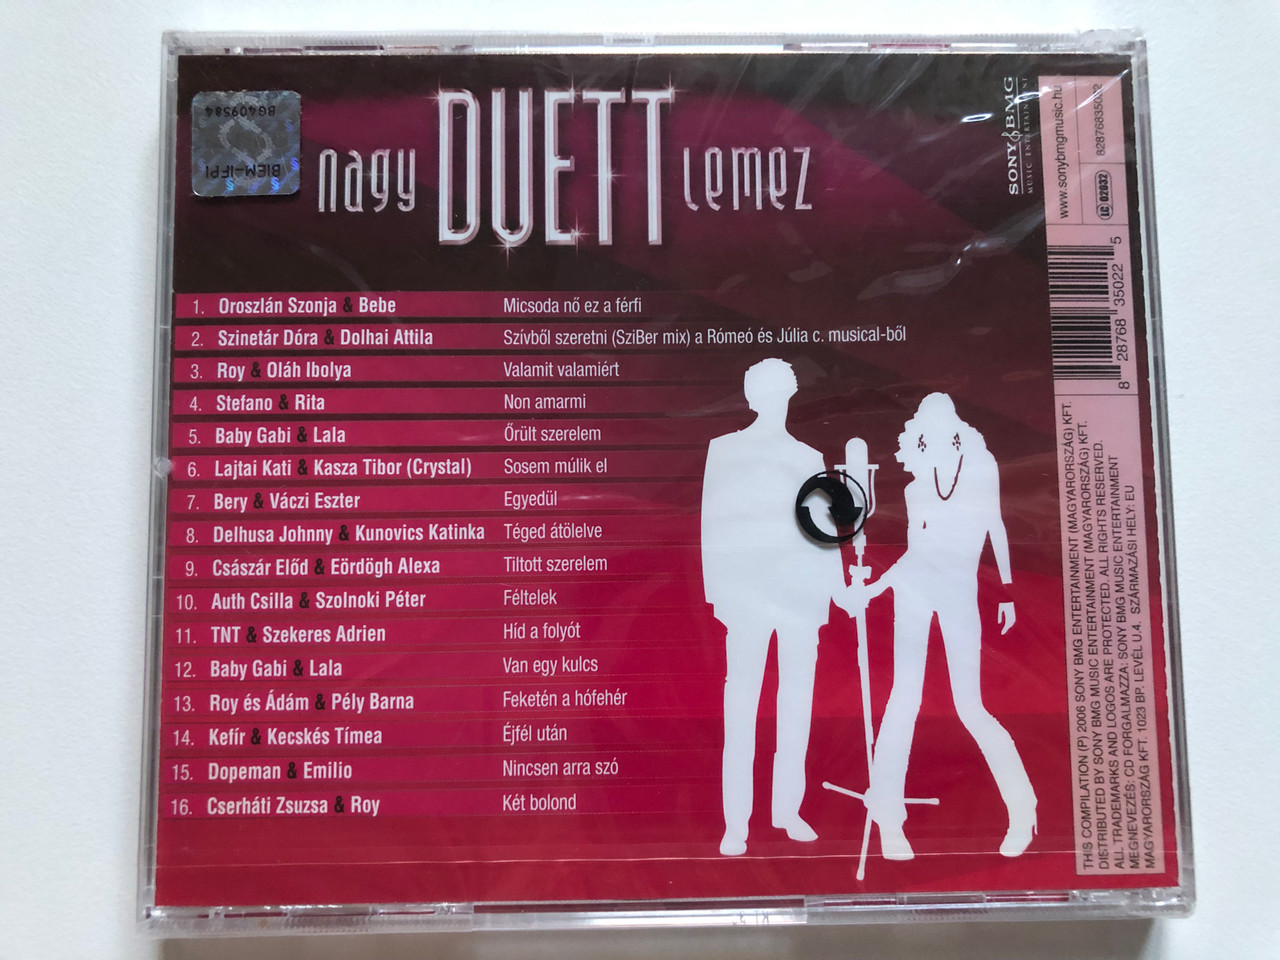 BG409584
BIEM–IFPI
nagy DUETT lemez
SONY BMG
MUSIC ENTERTAINMENT
www.sonybmgmusic.hu
82876835022
LC 02032
8 28768 35022 5
1. Oroszlán Szonja & Bebe Micsoda nő ez a férfi
2. Szinetár Dóra & Dolhai Attila Szívből szeretni (SziBer mix) a Rómeó és Júlia c. musical-ből
3. Roy & Oláh Ibolya Valamit valamiért
4. Stefano & Rita Non amarmi
5. Baby Gabi & Lala Őrült szerelem
6. Lajtai Kati & Kasza Tibor (Crystal) Sosem múlik el
7. Bery & Váczi Eszter Egyedül
8. Delhusa Johnny & Kunovics Katinka Téged átölelve
9. Császár Előd & Eördögh Alexa Tiltott szerelem
10. Auth Csilla & Szolnoki Péter Féltelek
11. TNT & Szekeres Adrien Híd a folyót
12. Baby Gabi & Lala Van egy kulcs
13. Roy és Ádám & Pély Barna Feketén a hófehér
14. Kefír & Kecskés Tímea Éjfél után
15. Dopeman & Emilio Nincsen arra szó
16. Cserháti Zsuzsa & Roy Két bolond
THIS COMPILATION (P) 2006 SONY BMG ENTERTAINMENT (MAGYARORSZÁG) KFT.
DISTRIBUTED BY SONY BMG MUSIC ENTERTAINMENT (MAGYARORSZÁG) KFT.
ALL TRADEMARKS AND LOGOS ARE PROTECTED. ALL RIGHTS RESERVED.
MEGNEVEZÉS: CD FORGALMAZZA: SONY BMG MUSIC ENTERTAINMENT
MAGYARORSZÁG KFT. 1023 BP. LEVÉL U.4. SZÁRMAZÁSI HELY: EU